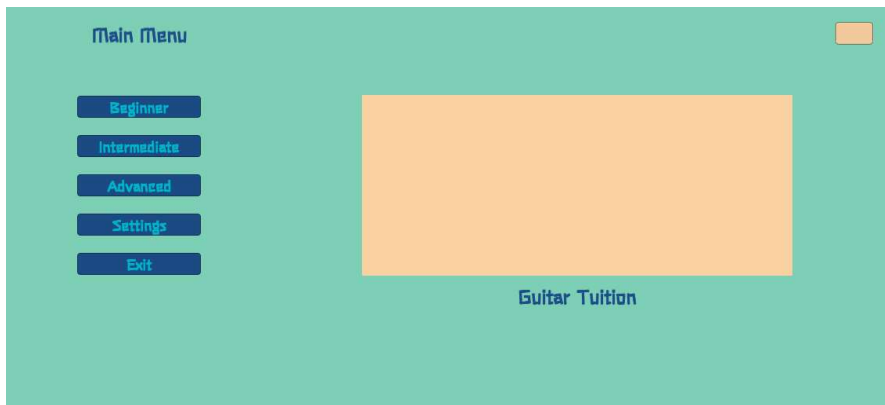 Main Menu
Beginner
Intermediate
Advanced
Settings
Exit
Guitar Tuition